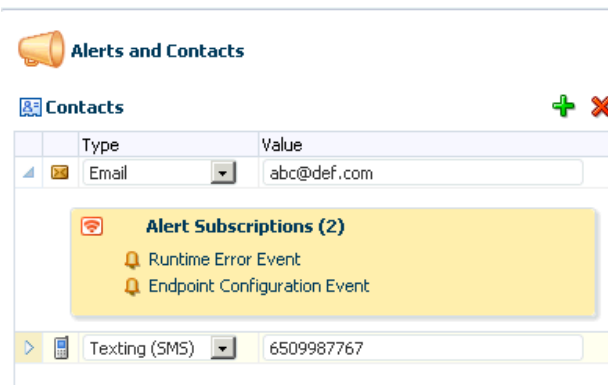 Alerts and Contacts
Contacts
Type Value
Email abc@def.com
Alert Subscriptions (2)
Runtime Error Event
Endpoint Configuration Event
Texting (SMS) 6509987767